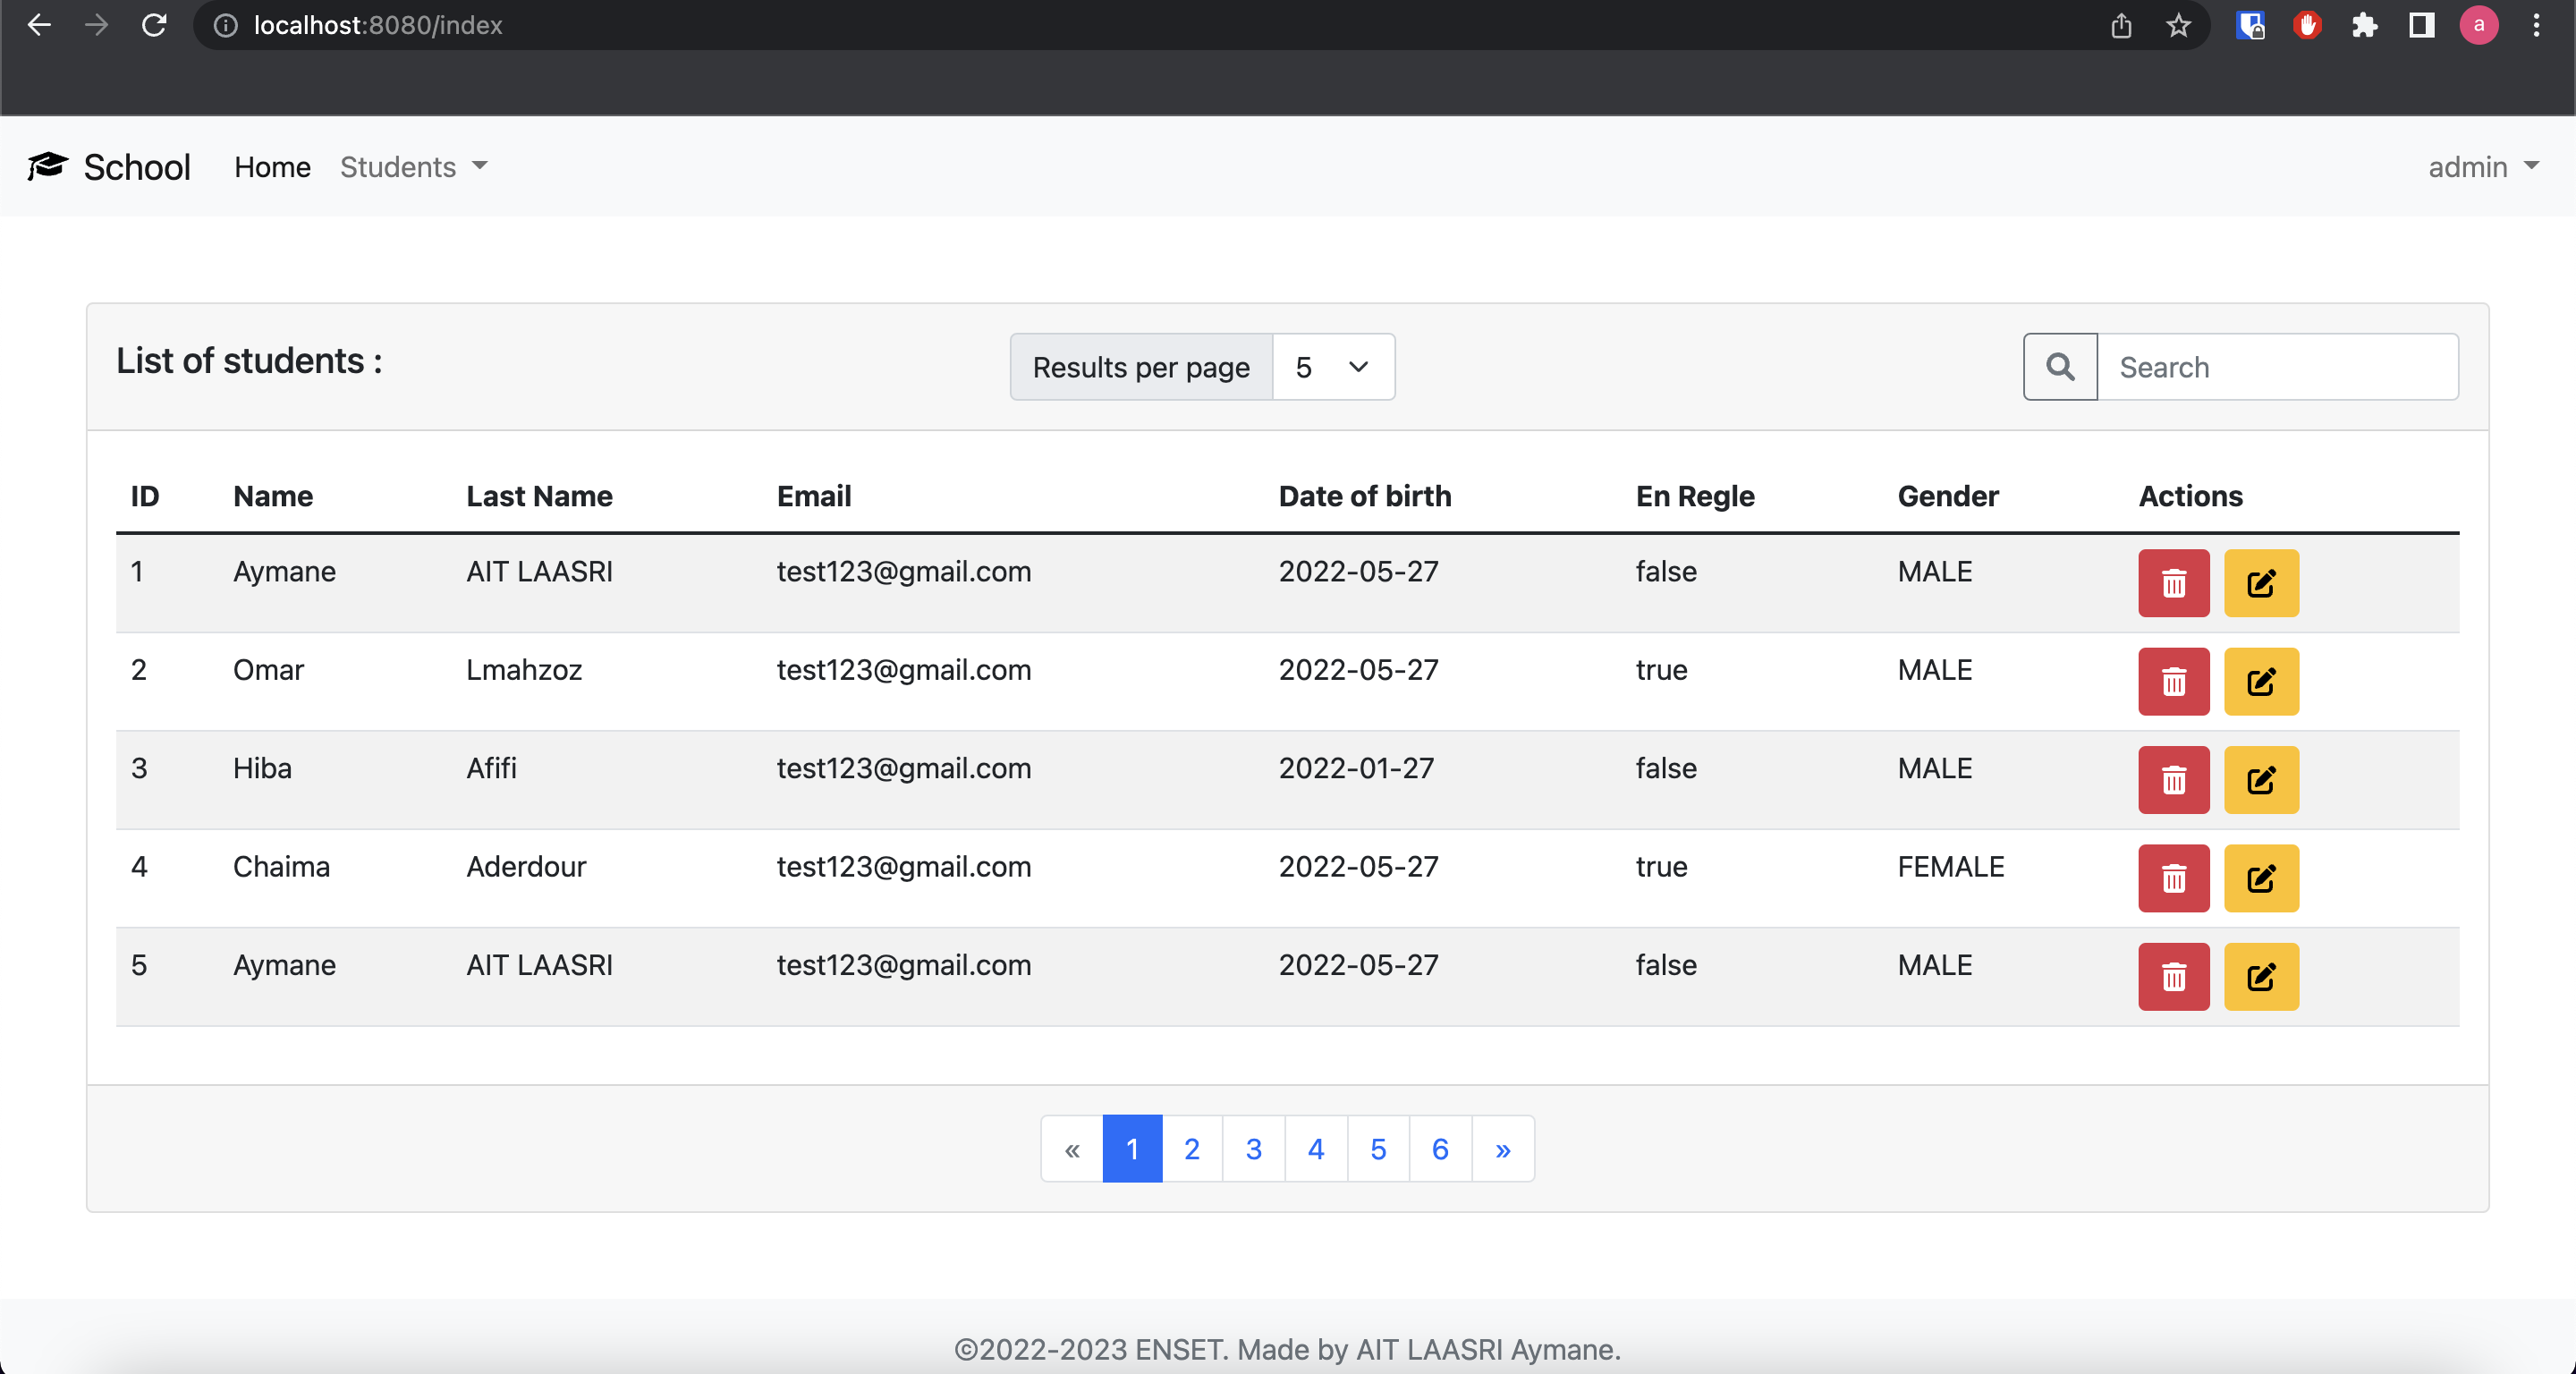 localhost:8080/index
a
School Home Students admin
List of students : Results per page 5 Search
ID Name Last Name Email Date of birth En Regle Gender Actions
1 Aymane AIT LAASRI test123@gmail.com 2022-05-27 false MALE
2 Omar Lmahzoz test123@gmail.com 2022-05-27 true MALE
3 Hiba Afifi test123@gmail.com 2022-01-27 false MALE
4 Chaima Aderdour test123@gmail.com 2022-05-27 true FEMALE
5 Aymane AIT LAASRI test123@gmail.com 2022-05-27 false MALE
« 1 2 3 4 5 6 »
©2022-2023 ENSET. Made by AIT LAASRI Aymane.